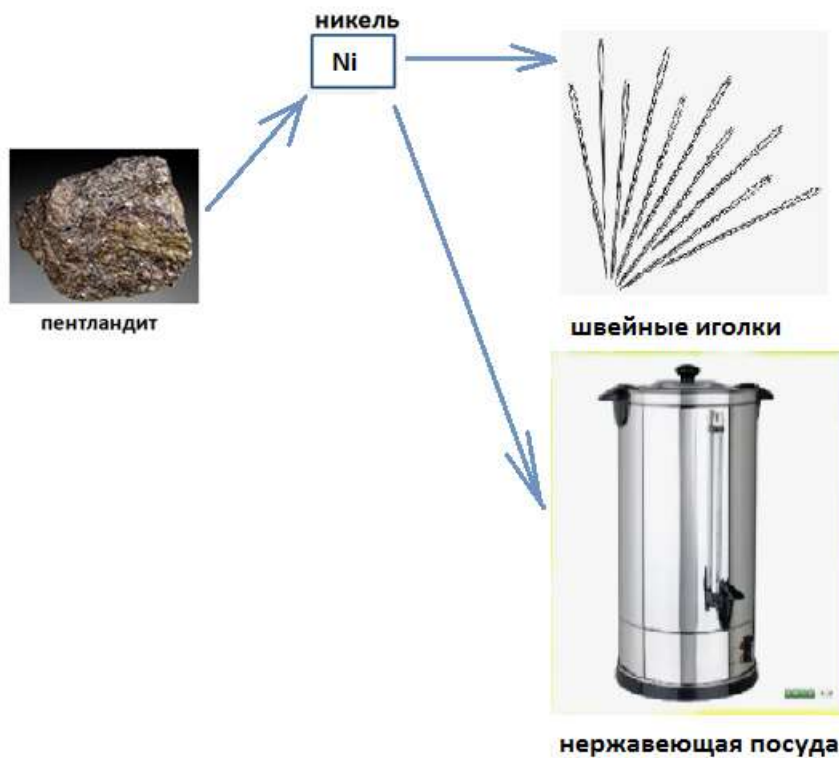 никель
Ni
пентландит
швейные иголки
нержавеющая посуда